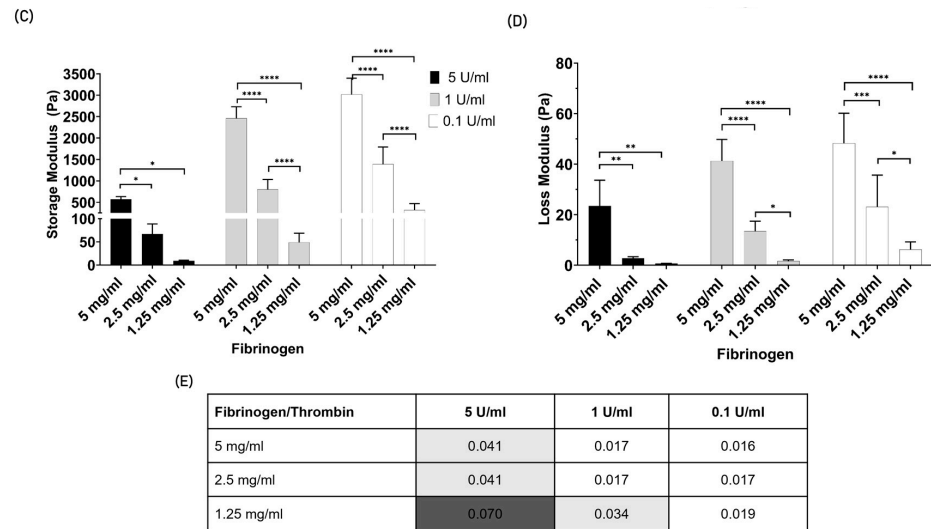 (C)
Storage Modulus (Pa)
3500
3000
2500
2000
1500
1000
500
100
50
0
*
*
****
****
****
****
****
****
5 U/ml
1 U/ml
0.1 U/ml
5 mg/ml
2.5 mg/ml
1.25 mg/ml
5 mg/ml
2.5 mg/ml
1.25 mg/ml
5 mg/ml
2.5 mg/ml
1.25 mg/ml
Fibrinogen
(D)
Loss Modulus (Pa)
80
60
40
20
0
**
**
****
****
*
****
***
*
5 mg/ml
2.5 mg/ml
1.25 mg/ml
5 mg/ml
2.5 mg/ml
1.25 mg/ml
5 mg/ml
2.5 mg/ml
1.25 mg/ml
Fibrinogen
(E)
Fibrinogen/Thrombin 5 U/ml 1 U/ml 0.1 U/ml
5 mg/ml 0.041 0.017 0.016
2.5 mg/ml 0.041 0.017 0.017
1.25 mg/ml 0.070 0.034 0.019